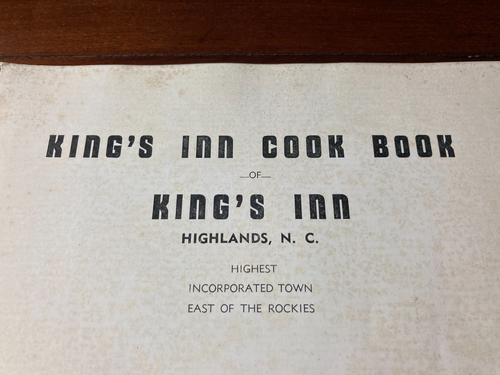 KING'S INN COOK BOOK
—OF—
KING'S INN
HIGHLANDS, N. C.
HIGHEST
INCORPORATED TOWN
EAST OF THE ROCKIES